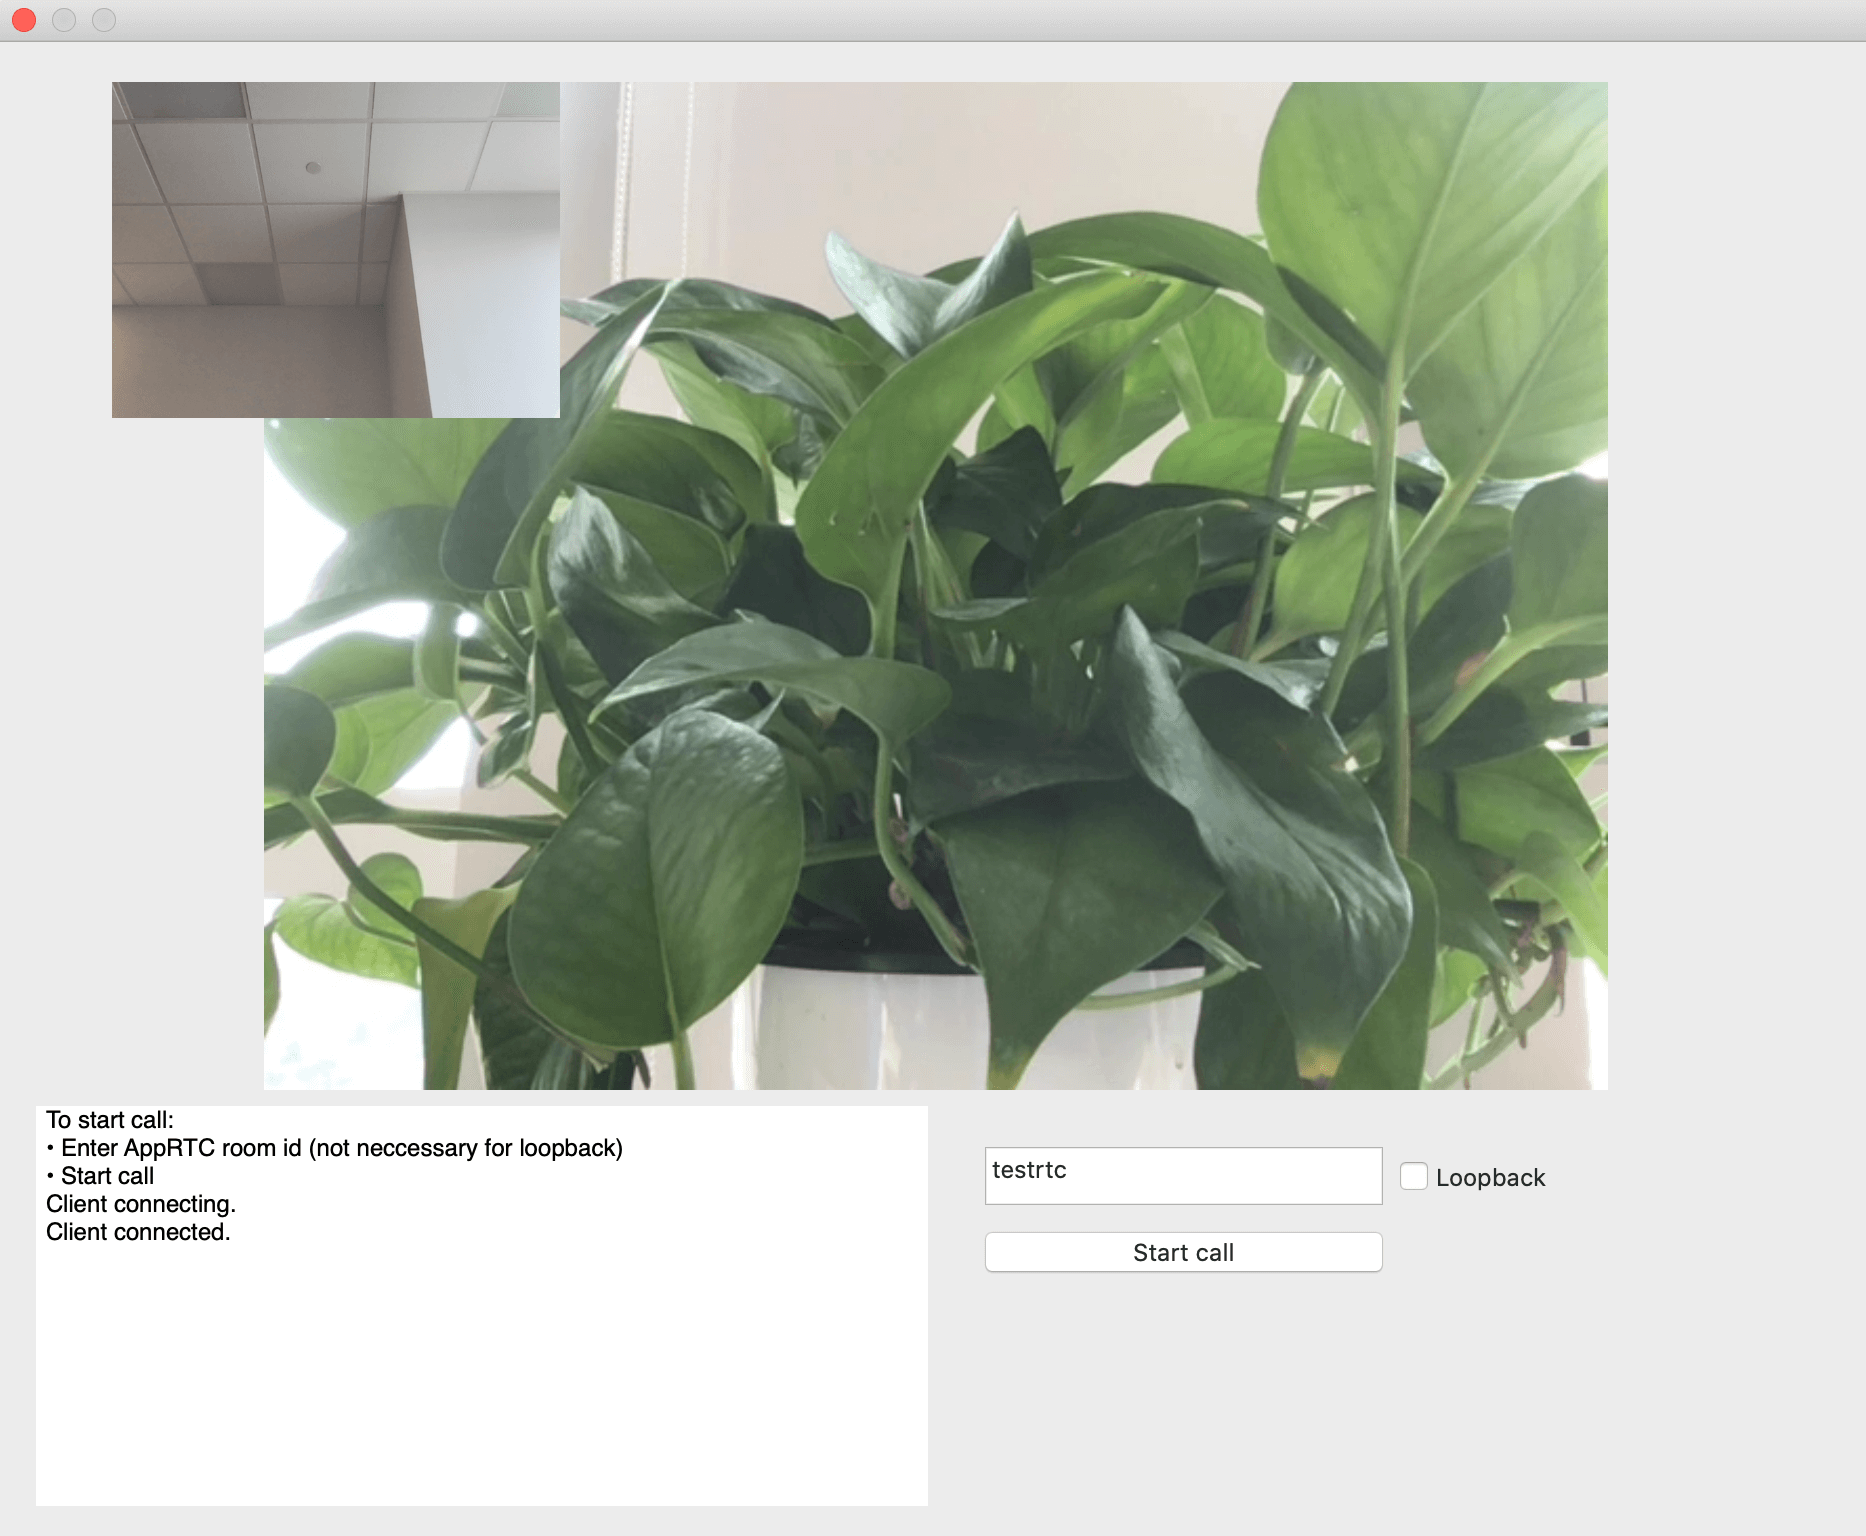 To start call:
• Enter AppRTC room id (not neccessary for loopback)
• Start call
Client connecting.
Client connected.
testrtc
Loopback
Start call